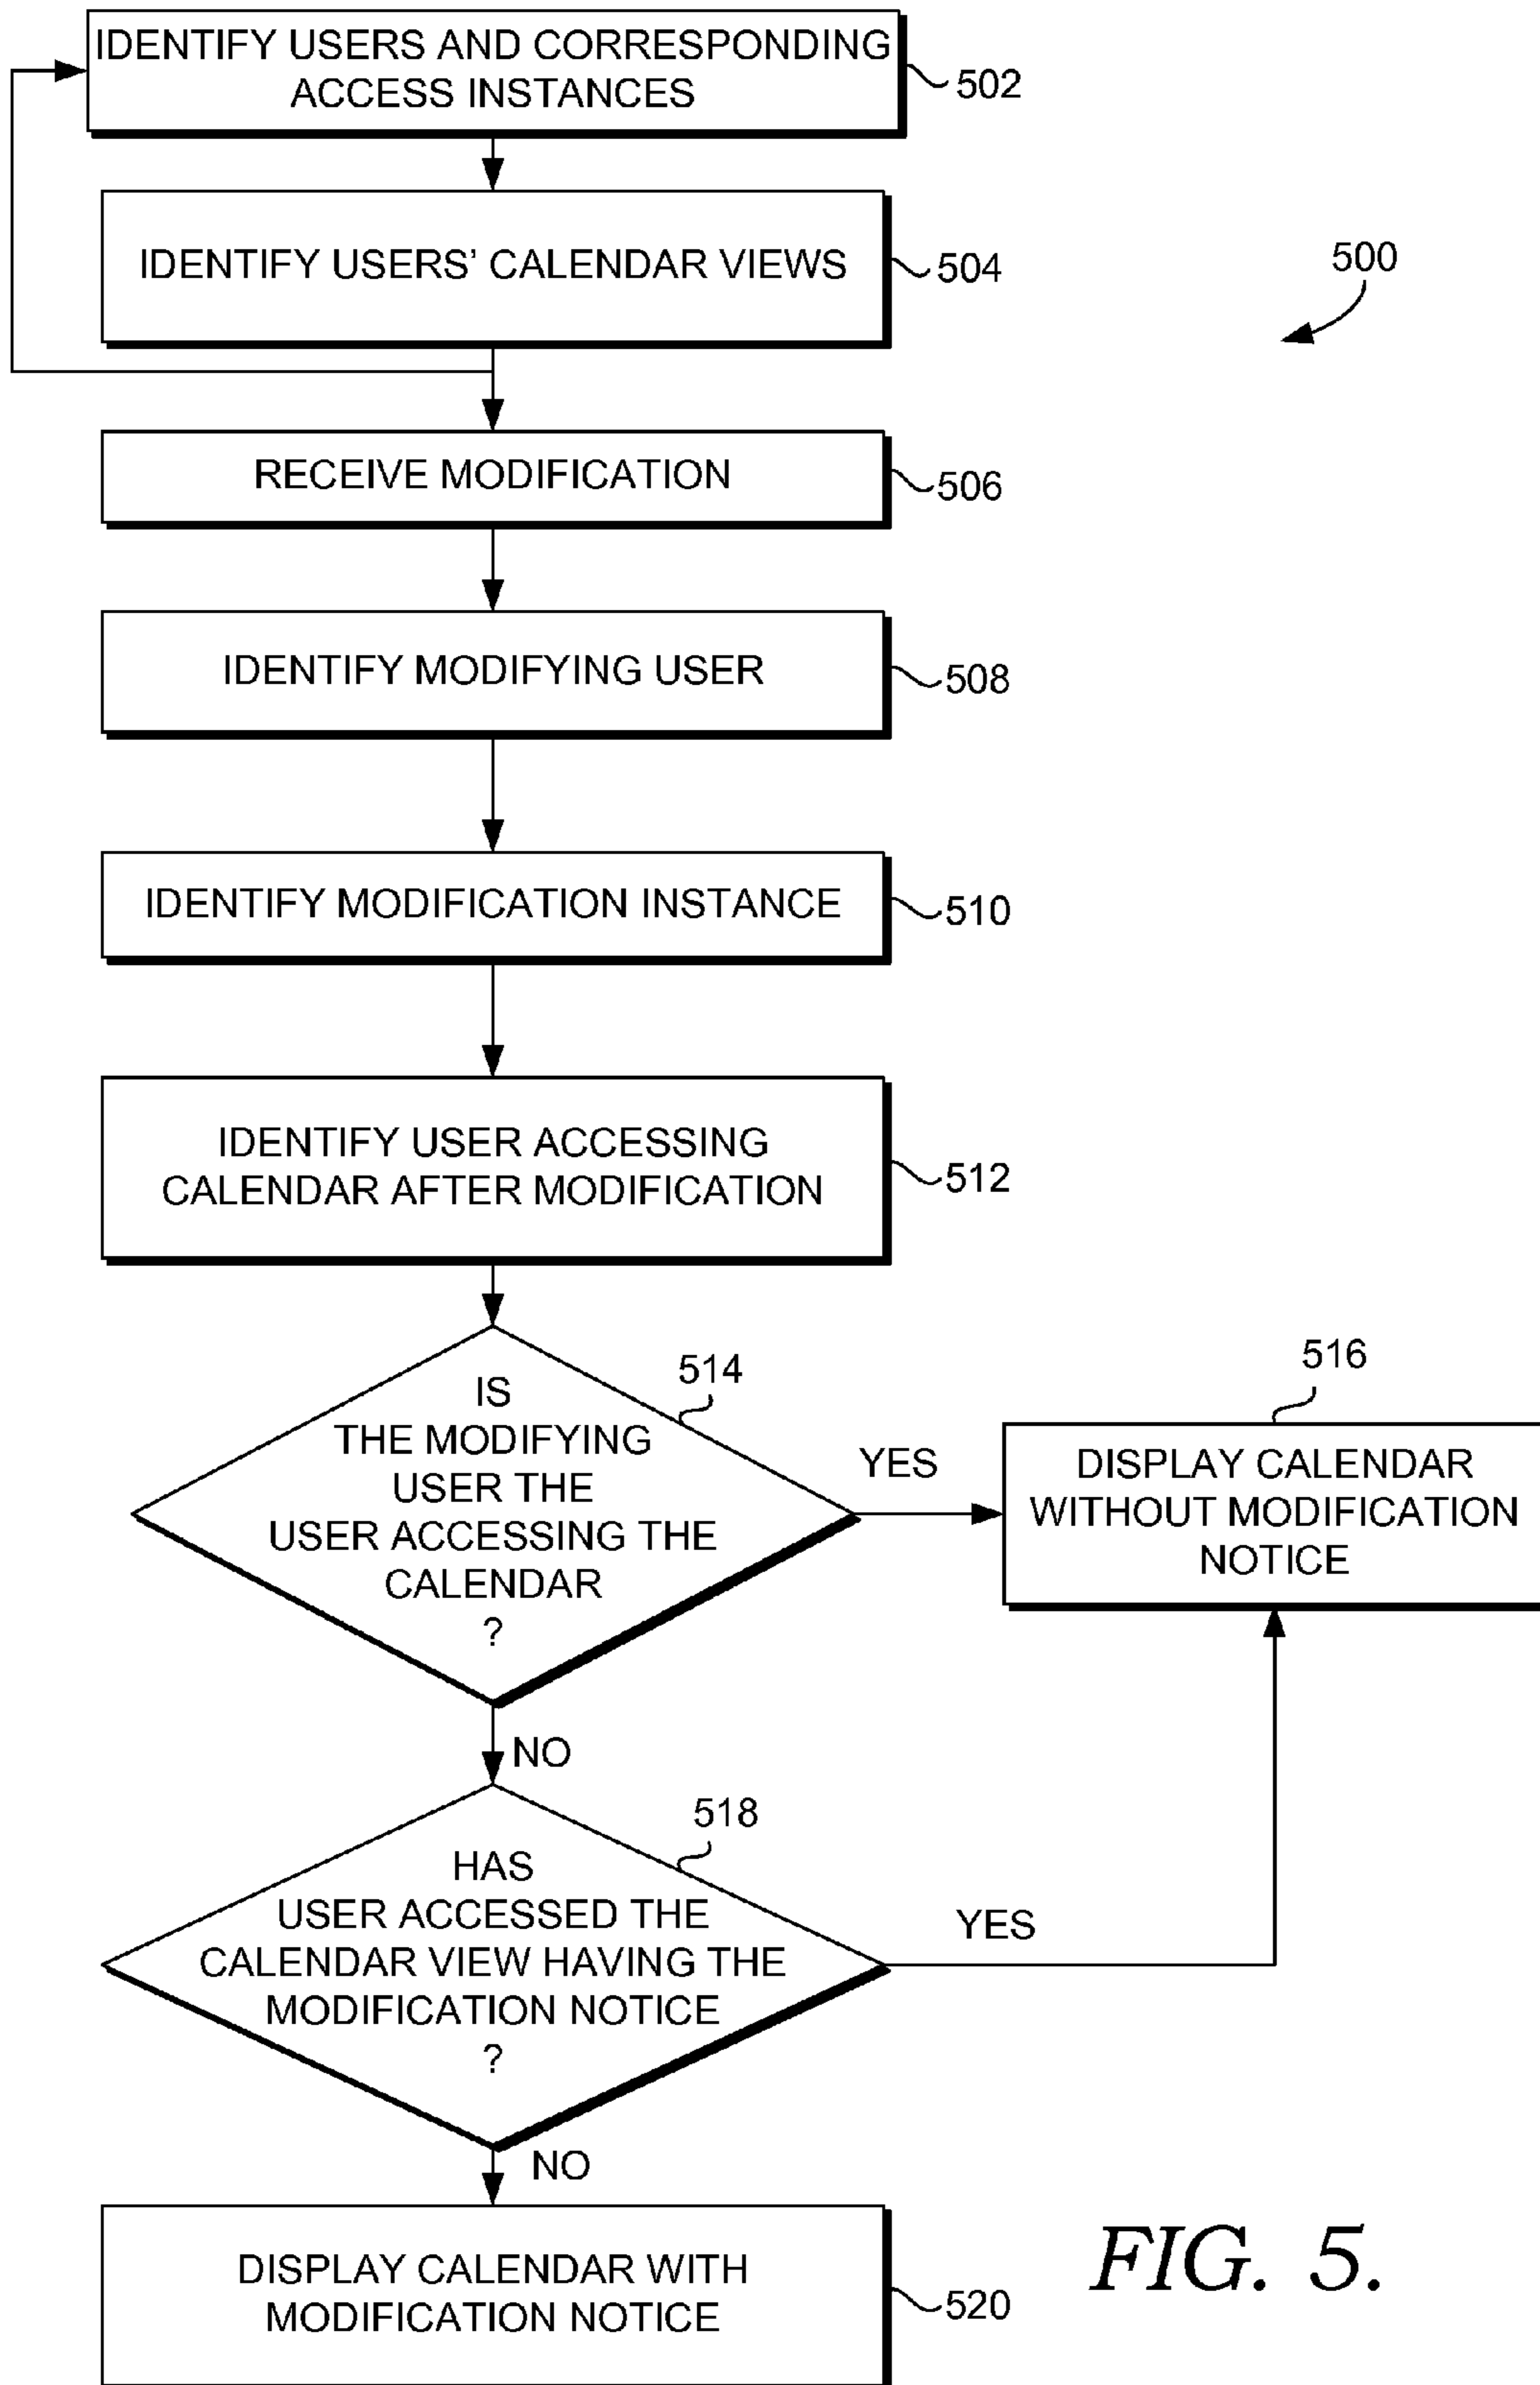 IDENTIFY USERS AND CORRESPONDING
ACCESS INSTANCES
502
IDENTIFY USERS’ CALENDAR VIEWS
504
500
RECEIVE MODIFICATION
506
IDENTIFY MODIFYING USER
508
IDENTIFY MODIFICATION INSTANCE
510
IDENTIFY USER ACCESSING
CALENDAR AFTER MODIFICATION
512
IS
THE MODIFYING
USER THE
USER ACCESSING THE
CALENDAR
?
514
YES
516
DISPLAY CALENDAR
WITHOUT MODIFICATION
NOTICE
NO
518
HAS
USER ACCESSED THE
CALENDAR VIEW HAVING THE
MODIFICATION NOTICE
?
YES
NO
DISPLAY CALENDAR WITH
MODIFICATION NOTICE
520
FIG. 5.